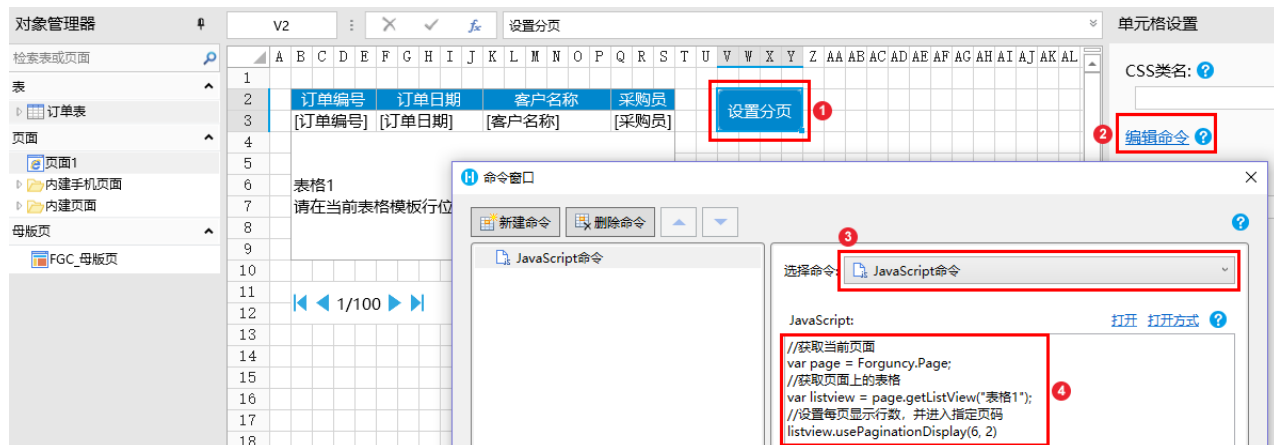 对象管理器
V2
fx
设置分页
单元格设置
检索表或页面
A B C D E F G H I J K L M N O P Q R S T U V W X Y Z AA AB AC AD AE AF AG AH AI AJ AK AL
CSS类名: ?
表
订单表
页面
页面1
内建手机页面
内建页面
母版页
FGC_母版页
1
2 订单编号 订单日期 客户名称 采购员
3 [订单编号] [订单日期] [客户名称] [采购员]
设置分页
1
2
编辑命令 ?
4
5
6 表格1
7 请在当前表格模板行位
8
9
10
11
1/100
12
13
14
15
16
17
18
命令窗口
新建命令 删除命令
?
JavaScript命令
3
选择命令: JavaScript命令
JavaScript:
打开 打开方式 ?
//获取当前页面
var page = Forguncy.Page;
//获取页面上的表格
var listview = page.getListView("表格1");
//设置每页显示行数，并进入指定页码
listview.usePaginationDisplay(6, 2)
4